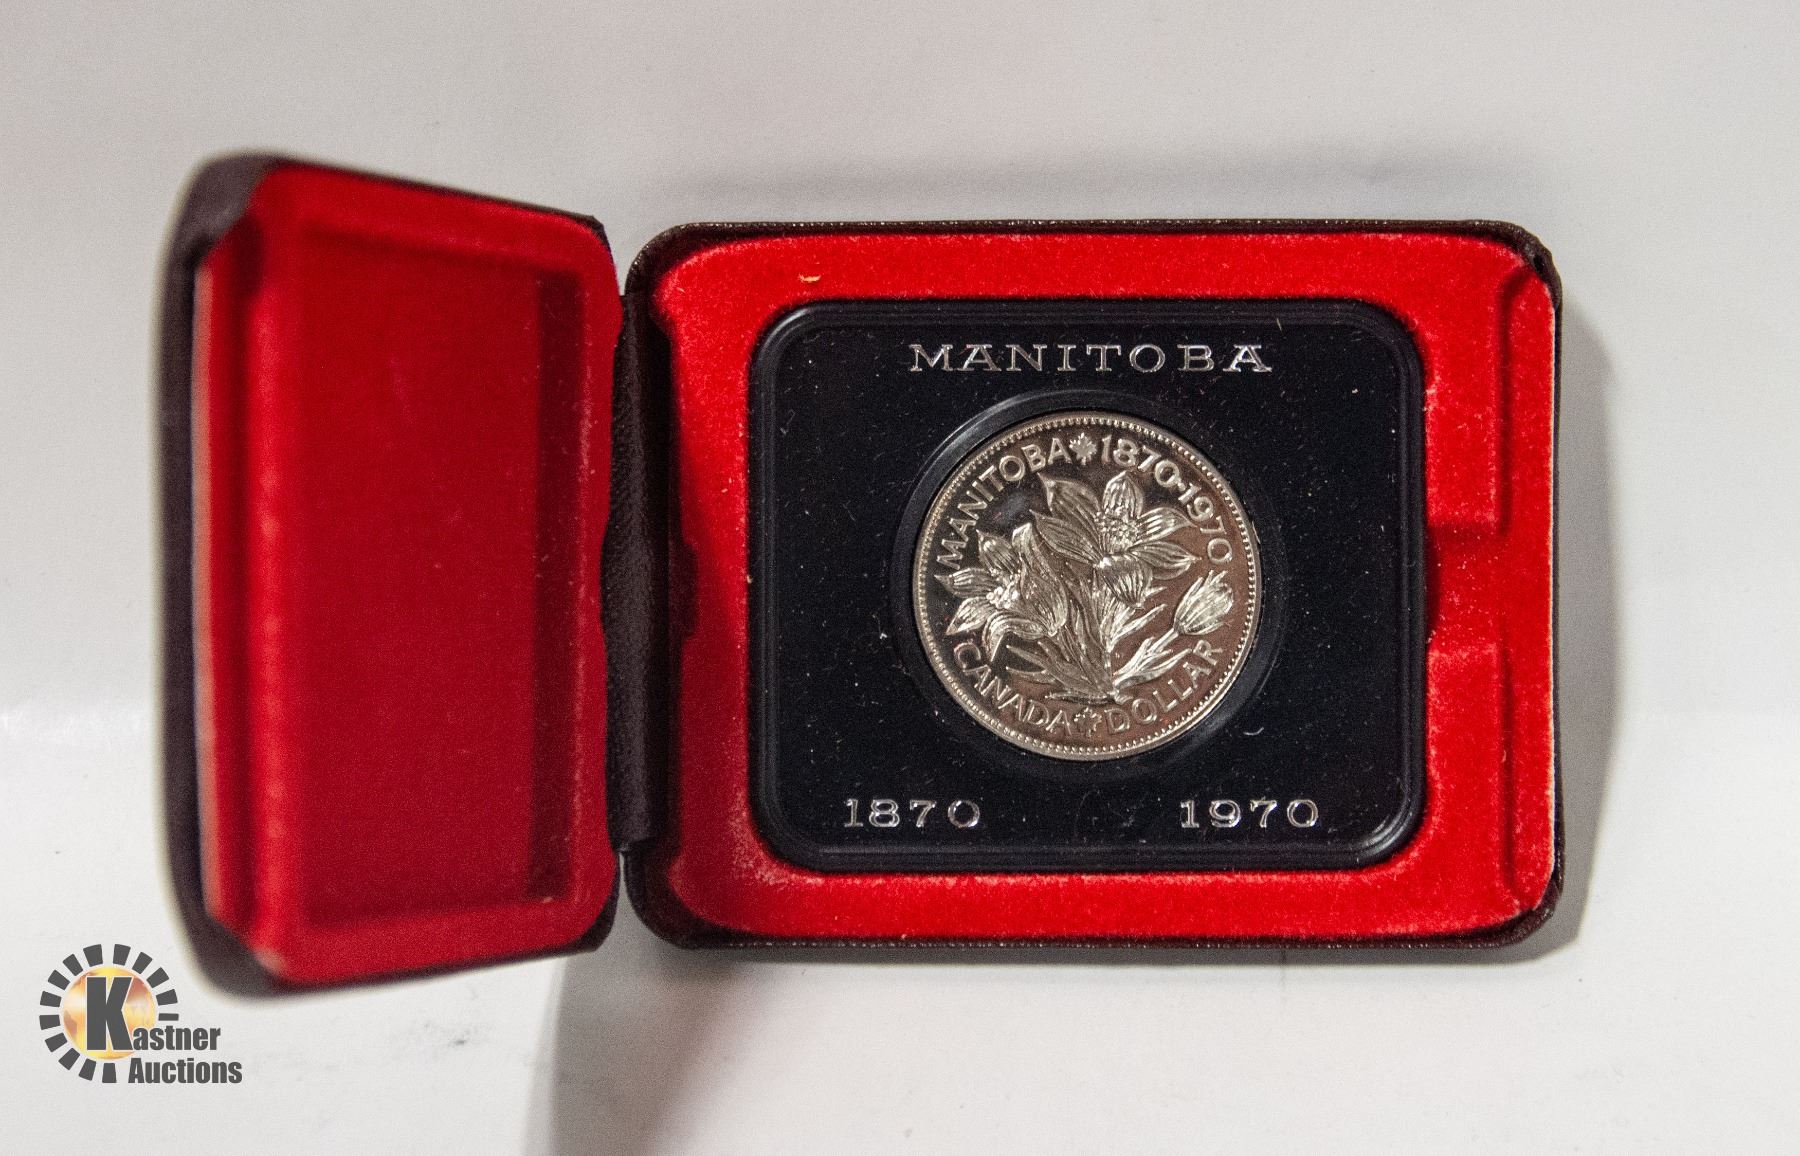 MANITOBA
MANITOBA 1870-1970
CANADA DOLLAR
1870 1970
Kastner
Auctions